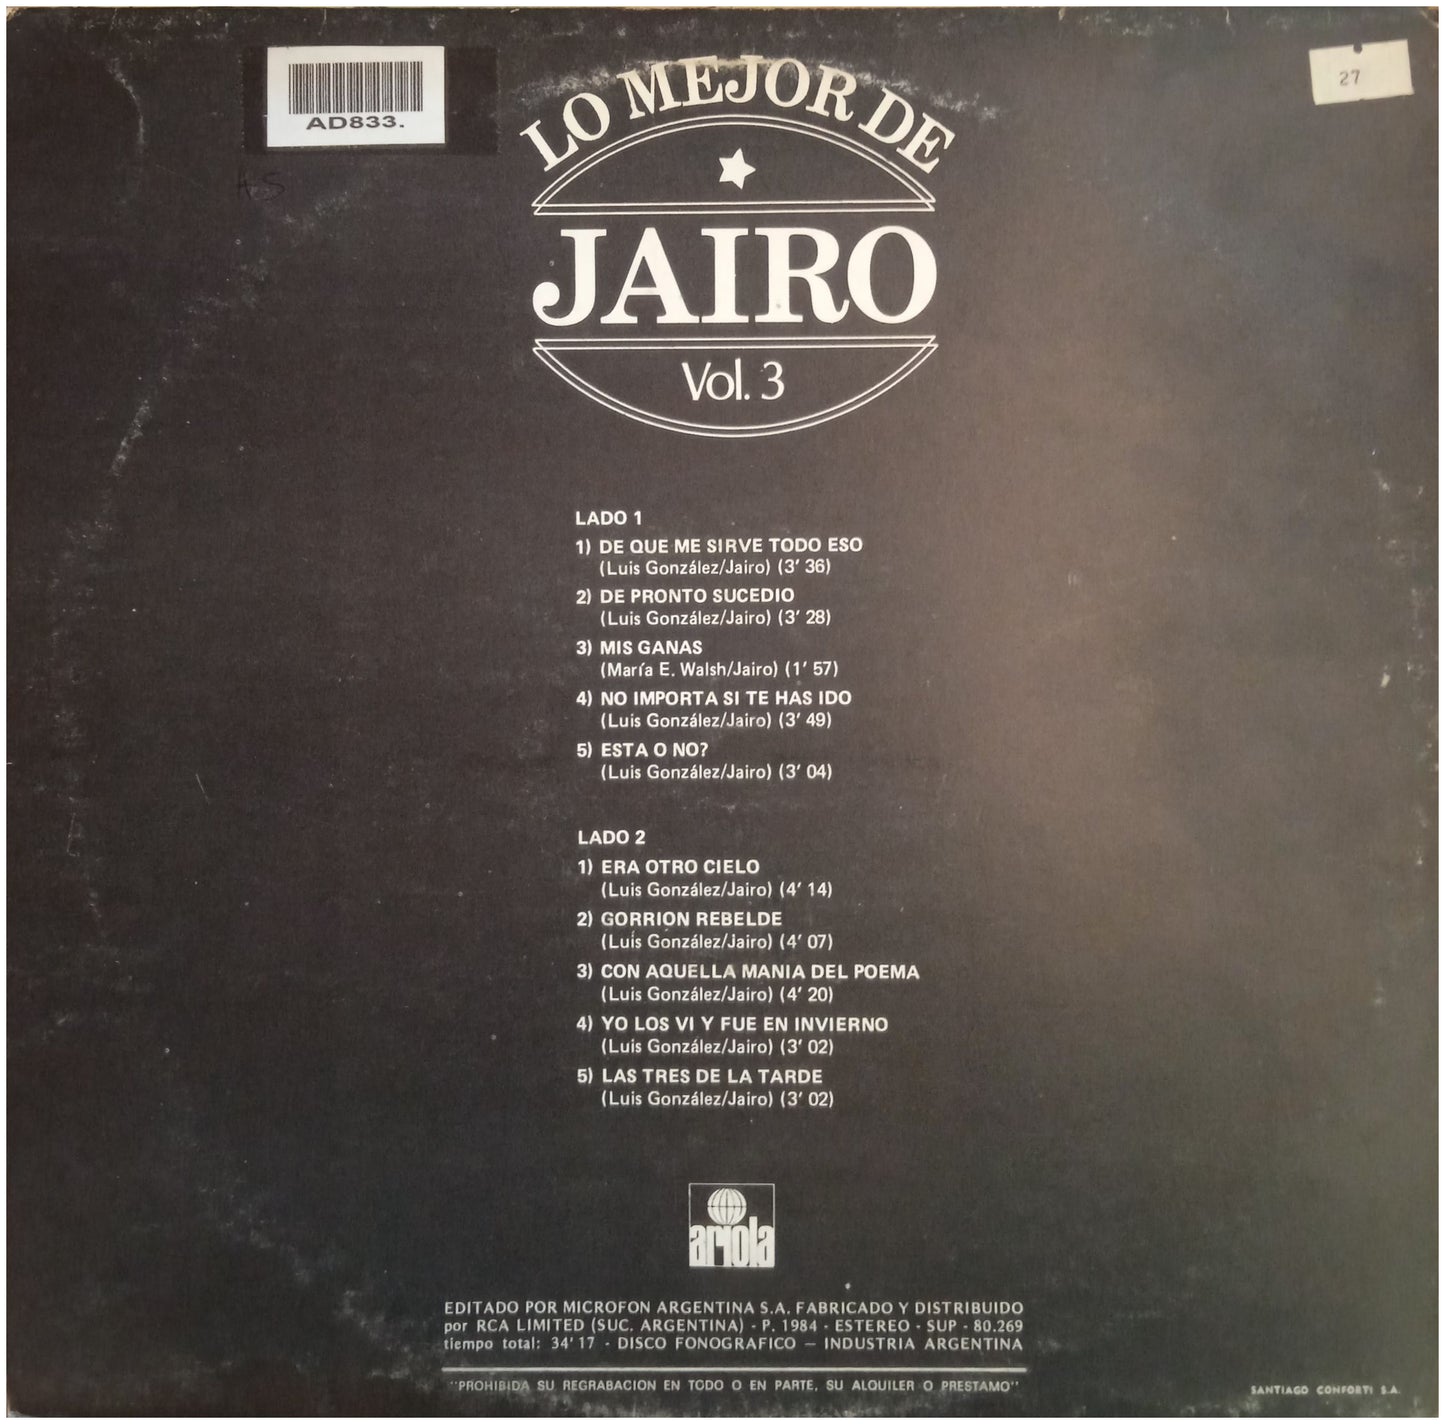 AD833.
27
LO MEJOR DE
JAIRO
Vol. 3
LADO 1
1) DE QUE ME SIRVE TODO ESO
(Luis González/Jairo) (3' 36)
2) DE PRONTO SUCEDIO
(Luis González/Jairo) (3' 28)
3) MIS GANAS
(María E. Walsh/Jairo) (1' 57)
4) NO IMPORTA SI TE HAS IDO
(Luis González/Jairo) (3' 49)
5) ESTA O NO?
(Luis González/Jairo) (3' 04)
LADO 2
1) ERA OTRO CIELO
(Luis González/Jairo) (4' 14)
2) GORRION REBELDE
(Luis González/Jairo) (4' 07)
3) CON AQUELLA MANIA DEL POEMA
(Luis González/Jairo) (4' 20)
4) YO LOS VI Y FUE EN INVIERNO
(Luis González/Jairo) (3' 02)
5) LAS TRES DE LA TARDE
(Luis González/Jairo) (3' 02)
ariola
EDITADO POR MICROFON ARGENTINA S.A. FABRICADO Y DISTRIBUIDO
por RCA LIMITED (SUC. ARGENTINA) - P. 1984 - ESTEREO - SUP - 80.269
tiempo total: 34' 17 - DISCO FONOGRAFICO — INDUSTRIA ARGENTINA
"PROHIBIDA SU REGRABACION EN TODO O EN PARTE, SU ALQUILER O PRESTAMO"
SANTIAGO CONFORTI S.A.